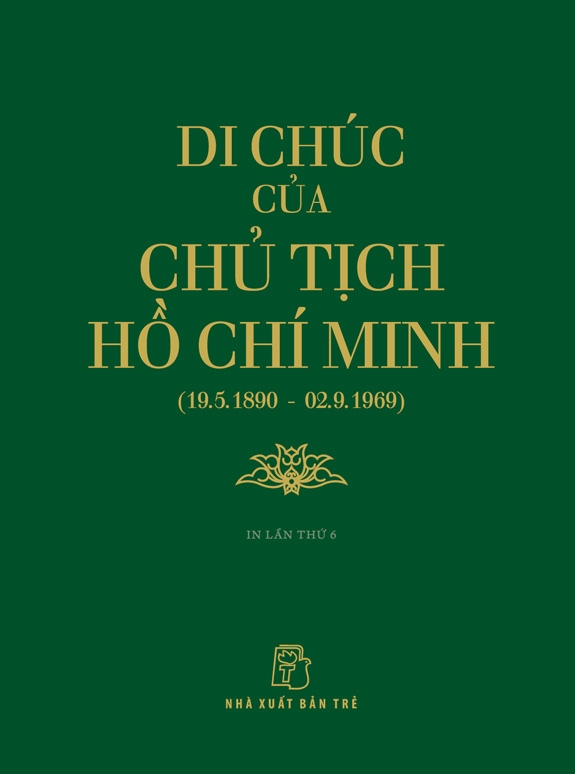 DI CHÚC
CỦA
CHỦ TỊCH
HỒ CHÍ MINH
(19.5.1890 - 02.9.1969)
IN LẦN THỨ 6
T
NHÀ XUẤT BẢN TRẺ